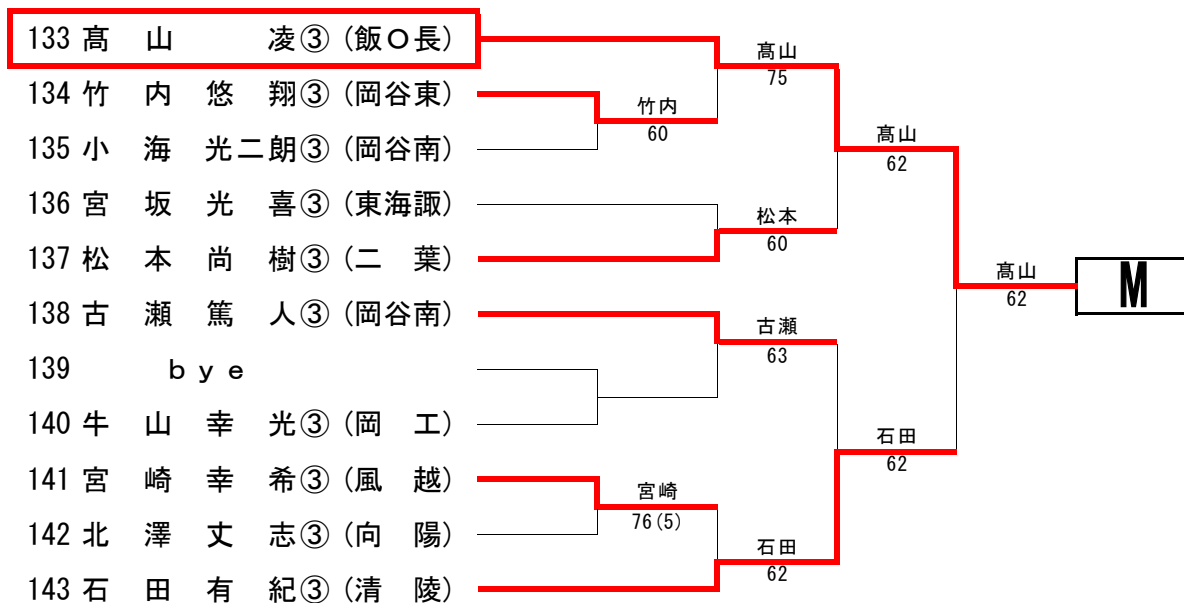 133 髙 山 凌③ (飯O長)
134 竹 内 悠 翔③ (岡谷東)
135 小 海 光二朗③ (岡谷南)
136 宮 坂 光 喜③ (東海諏)
137 松 本 尚 樹③ (二 葉)
138 古 瀬 篤 人③ (岡谷南)
139 bye
140 牛 山 幸 光③ (岡 工)
141 宮 崎 幸 希③ (風 越)
142 北 澤 丈 志③ (向 陽)
143 石 田 有 紀③ (清 陵)
竹内
60
宮崎
76(5)
髙山
75
松本
60
古瀬
63
石田
62
髙山
62
石田
62
髙山
62
M